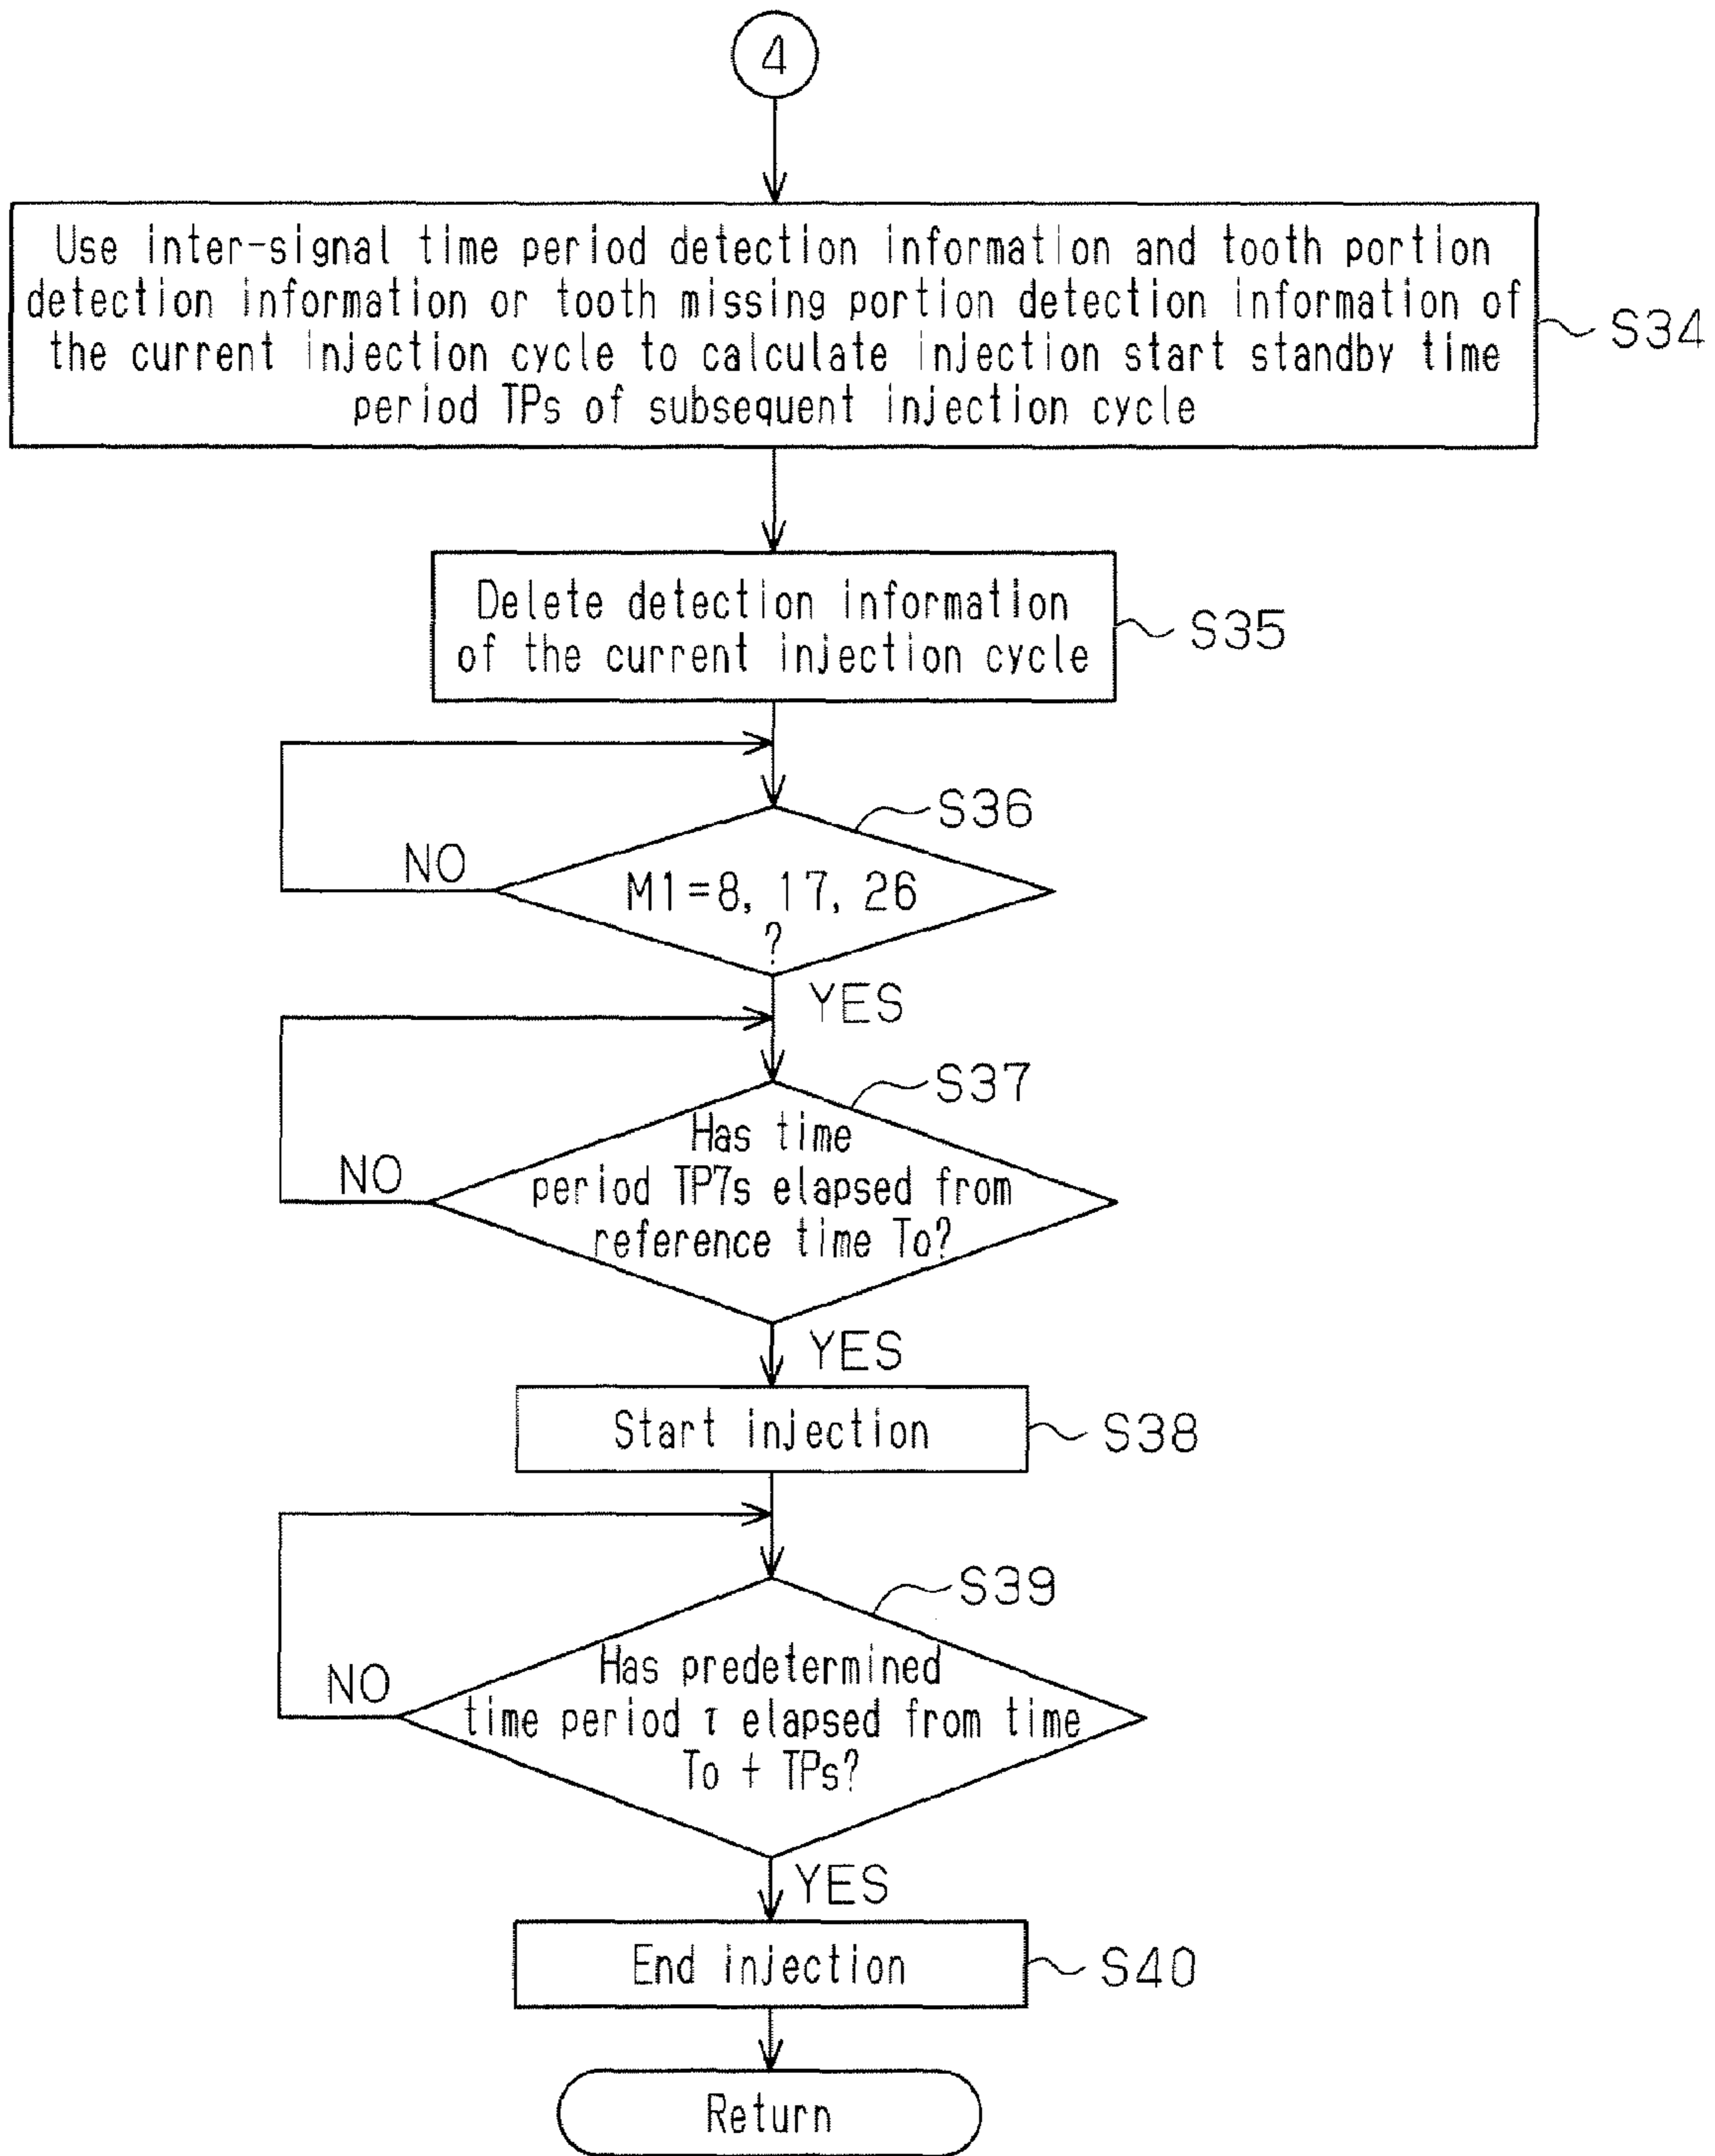 4
Use inter-signal time period detection information and tooth portion
detection information or tooth missing portion detection information of
the current injection cycle to calculate injection start standby time
period TPs of subsequent injection cycle
S34
Delete detection information
of the current injection cycle
S35
S36
NO
M1=8, 17, 26
?
YES
S37
Has time
NO
period TP7s elapsed from
reference time To?
YES
Start injection
S38
S39
Has predetermined
NO
time period τ elapsed from time
To + TPs?
YES
End injection
S40
Return